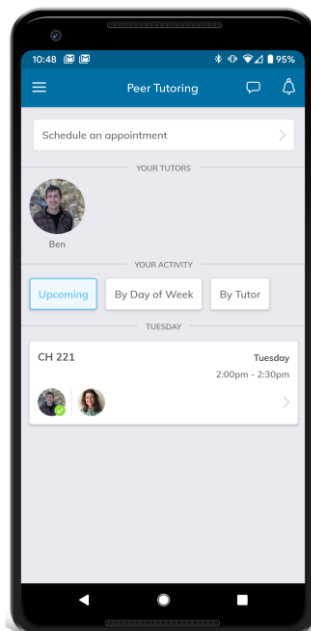 10:48 95%
Peer Tutoring
Schedule an appointment
YOUR TUTORS
Ben
YOUR ACTIVITY
Upcoming By Day of Week By Tutor
TUESDAY
CH 221 Tuesday
2:00pm - 2:30pm